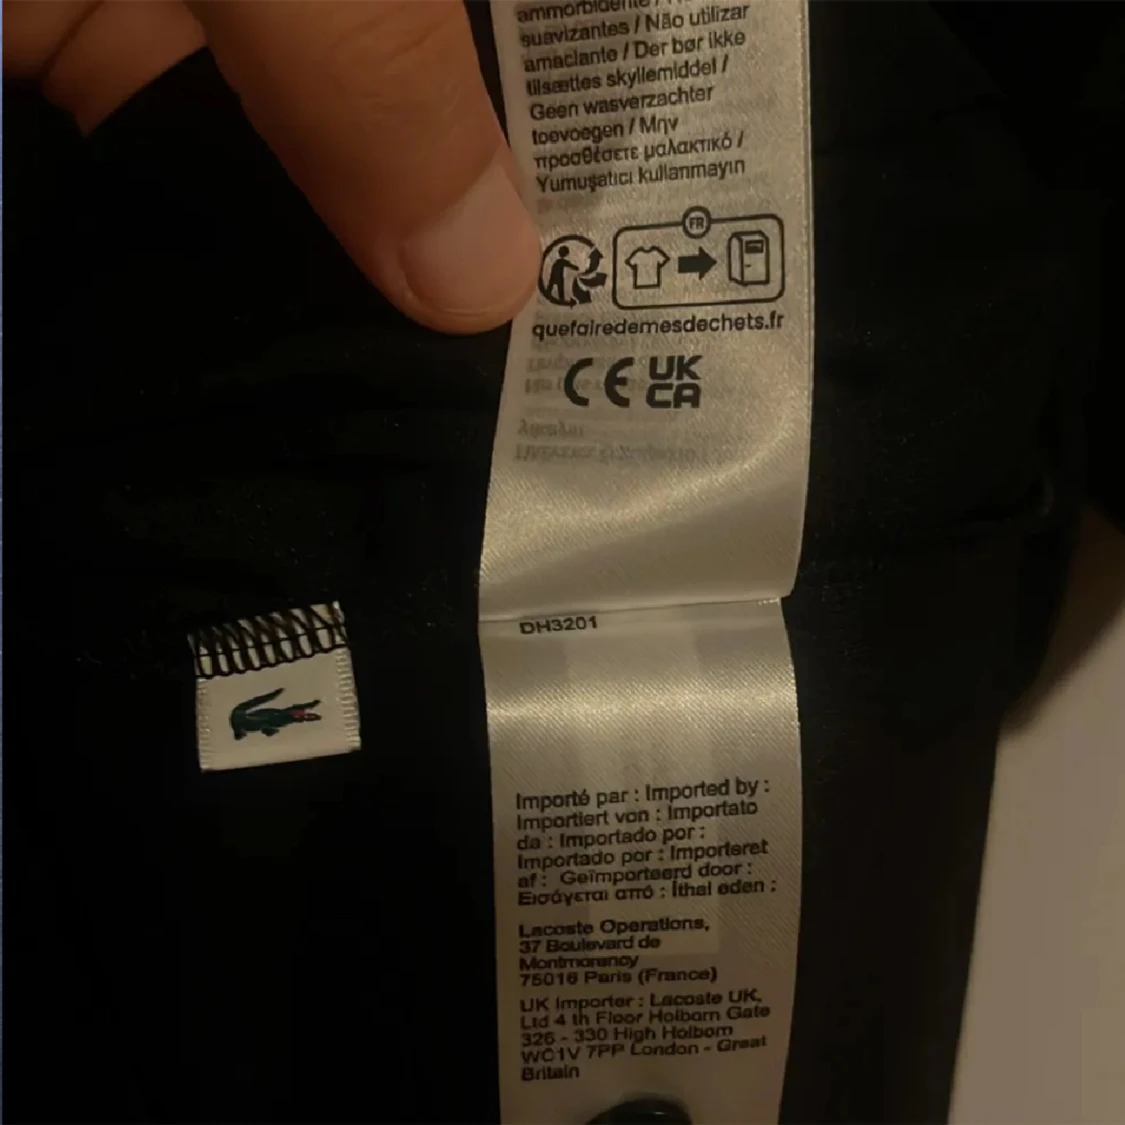 ammorbidente /
suavizantes / Não utilizar
amaciante / Der bør ikke
tilsættes skyllemiddel /
Geen wasverzachter
toevoegen / Μην
προσθέσετε μαλακτικό /
Yumuşatıcı kullanmayın
FR
quefairedemesdechets.fr
CE UK
CA
DH3201
Importé par : Imported by :
Importiert von : Importato
da : Importado por :
Importado por : Importeret
af : Geïmporteerd door :
Εισάγεται από : İthal eden :
Lacoste Operations,
37 Boulevard de
Montmorency
75016 Paris (France)
UK Importer : Lacoste UK,
Ltd 4 th Floor Holborn Gate
326 - 330 High Holborn
WC1V 7PP London - Great
Britain